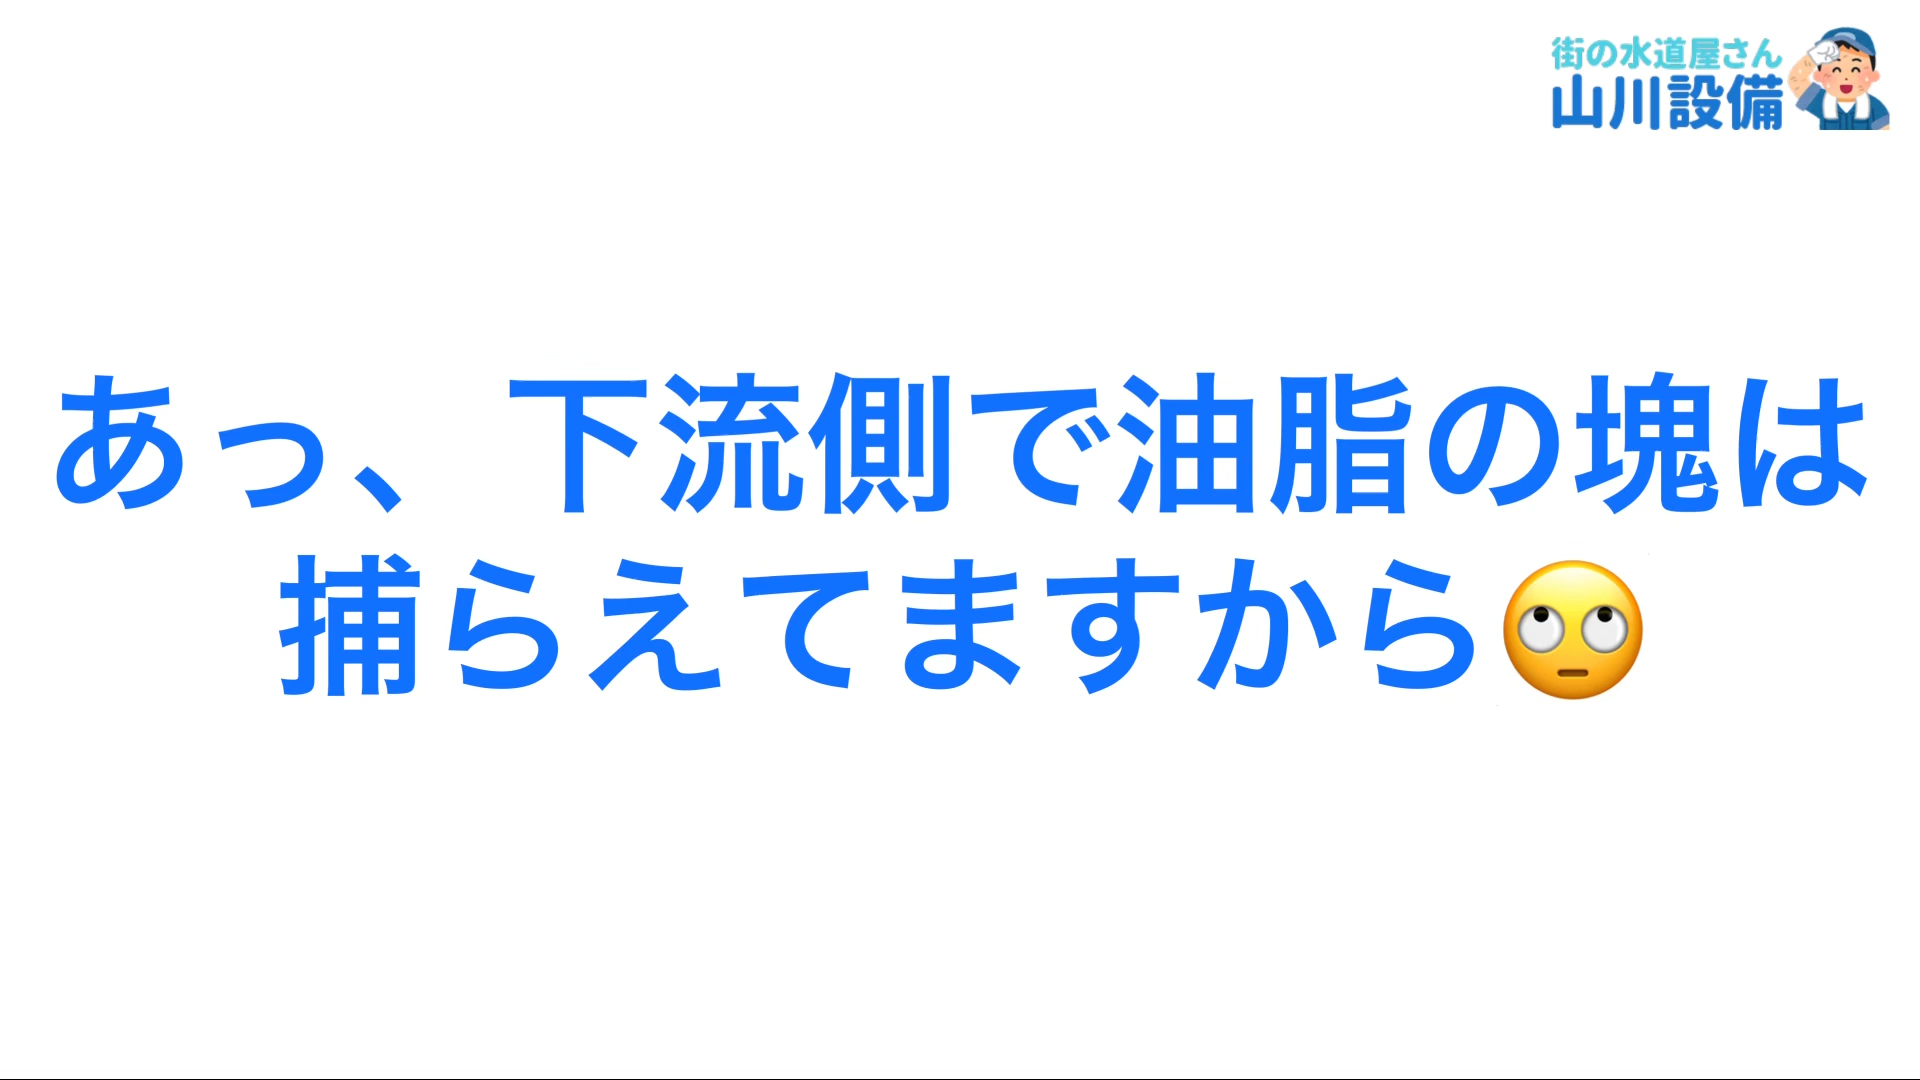 街の水道屋さん
山川設備
あっ、下流側で油脂の塊は
捕らえてますから🙄